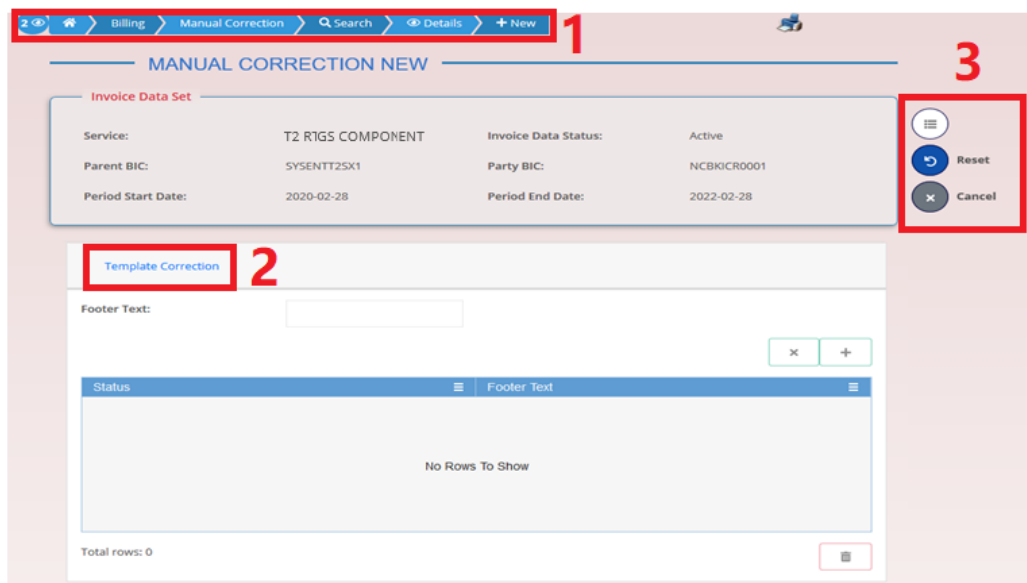 2 Billing Manual Correction Search Details + New
1
MANUAL CORRECTION NEW
3
Invoice Data Set
Service: T2 RTGS COMPONENT Invoice Data Status: Active
Parent BIC: SYSENTT2SX1 Party BIC: NCBKICR0001
Reset
Period Start Date: 2020-02-28 Period End Date: 2022-02-28
Cancel
Template Correction
2
Footer Text:
× +
Status Footer Text
No Rows To Show
Total rows: 0